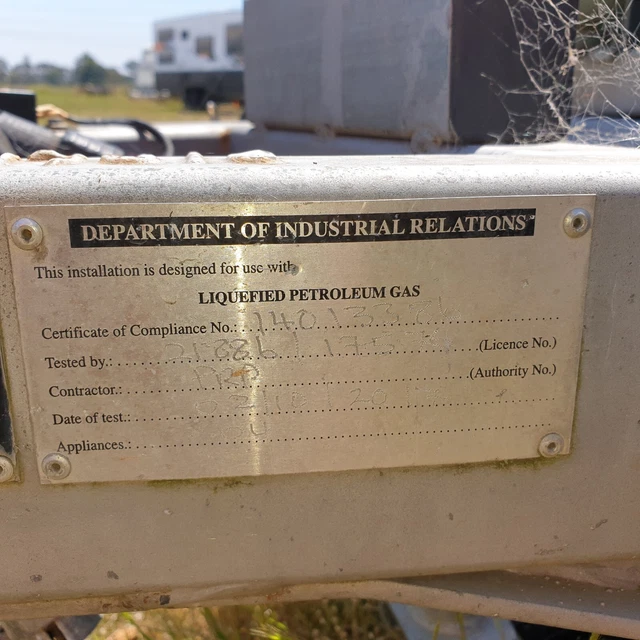 DEPARTMENT OF INDUSTRIAL RELATIONS
This installation is designed for use with
LIQUEFIED PETROLEUM GAS
Certificate of Compliance No.:
Tested by.: (Licence No.)
Contractor.: (Authority No.)
Date of test.:
Appliances.: 4